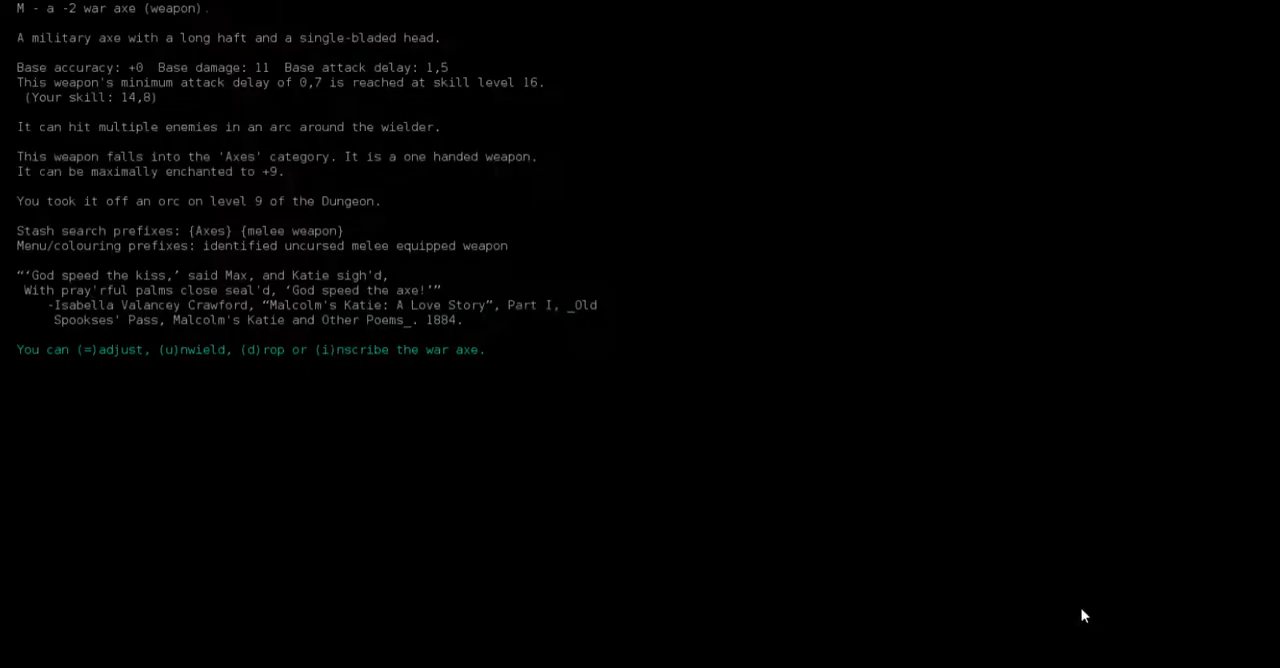 M - a -2 war axe (weapon).
A military axe with a long haft and a single-bladed head.
Base accuracy: +0  Base damage: 11  Base attack delay: 1,5
This weapon's minimum attack delay of 0,7 is reached at skill level 16.
(Your skill: 14,8)
It can hit multiple enemies in an arc around the wielder.
This weapon falls into the 'Axes' category. It is a one handed weapon.
It can be maximally enchanted to +9.
You took it off an orc on level 9 of the Dungeon.
Stash search prefixes: {Axes} {melee weapon}
Menu/colouring prefixes: identified uncursed melee equipped weapon
“‘God speed the kiss,’ said Max, and Katie sigh'd,
With pray'rful palms close seal'd, ‘God speed the axe!’”
-Isabella Valancey Crawford, “Malcolm's Katie: A Love Story”, Part I, _Old
Spookses' Pass, Malcolm's Katie and Other Poems_. 1884.
You can (=)adjust, (u)nwield, (d)rop or (i)nscribe the war axe.